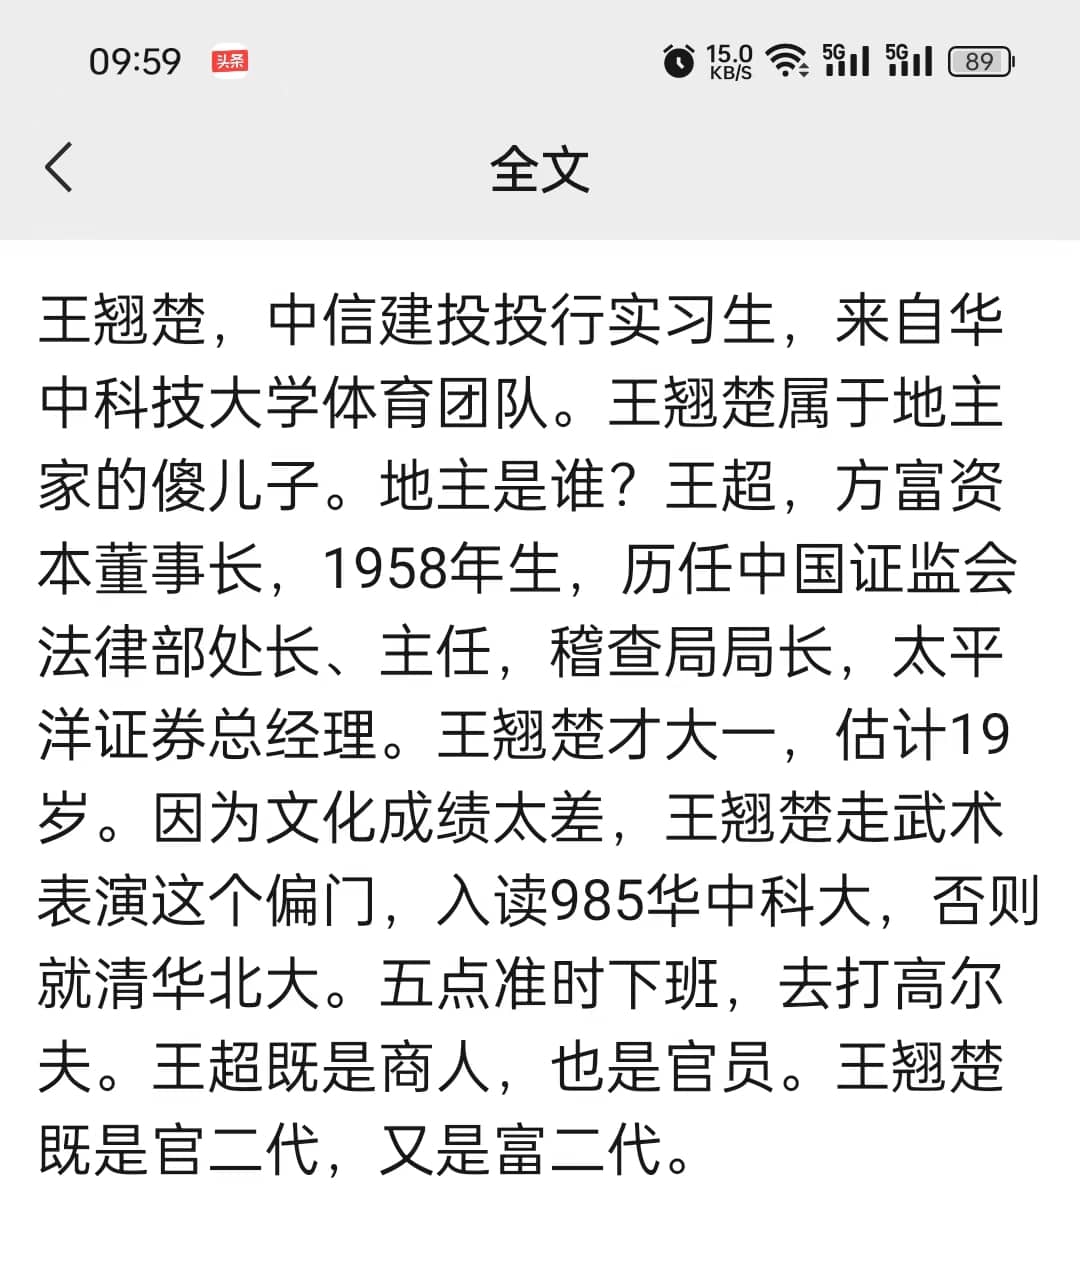 09:59 头条 15.0 KB/S 5G 5G 89
全文
王翘楚，中信建投投行实习生，来自华
中科技大学体育团队。王翘楚属于地主
家的傻儿子。地主是谁？王超，方富资
本董事长，1958年生，历任中国证监会
法律部处长、主任，稽查局局长，太平
洋证券总经理。王翘楚才大一，估计19
岁。因为文化成绩太差，王翘楚走武术
表演这个偏门，入读985华中科大，否则
就清华北大。五点准时下班，去打高尔
夫。王超既是商人，也是官员。王翘楚
既是官二代，又是富二代。